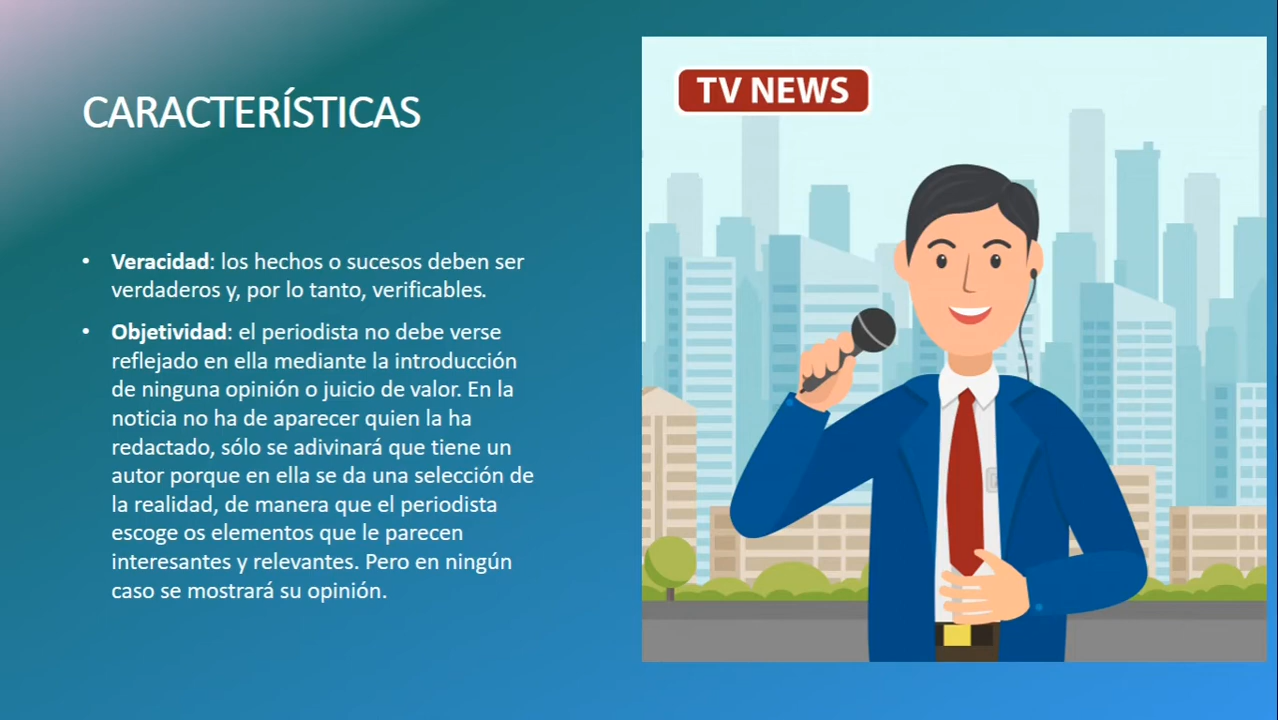 CARACTERÍSTICAS
• Veracidad: los hechos o sucesos deben ser
verdaderos y, por lo tanto, verificables.
• Objetividad: el periodista no debe verse
reflejado en ella mediante la introducción
de ninguna opinión o juicio de valor. En la
noticia no ha de aparecer quien la ha
redactado, sólo se adivinará que tiene un
autor porque en ella se da una selección de
la realidad, de manera que el periodista
escoge os elementos que le parecen
interesantes y relevantes. Pero en ningún
caso se mostrará su opinión.
TV NEWS